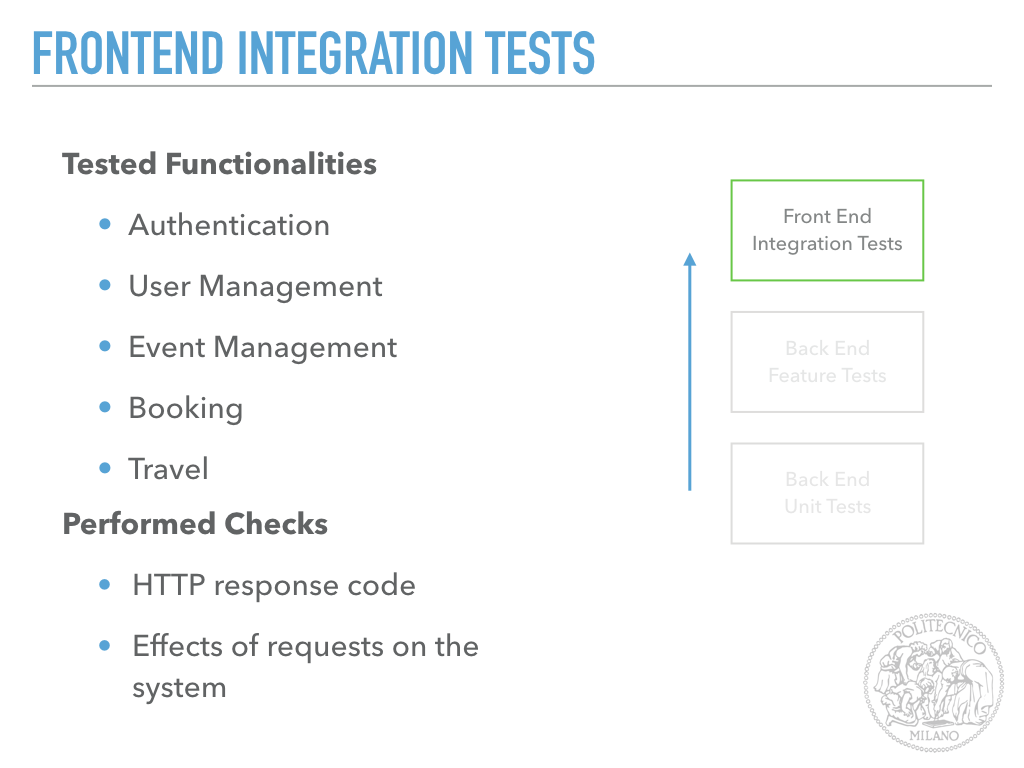 FRONTEND INTEGRATION TESTS
Tested Functionalities
• Authentication
• User Management
• Event Management
• Booking
• Travel
Performed Checks
• HTTP response code
• Effects of requests on the
system
Front End
Integration Tests
Back End
Feature Tests
Back End
Unit Tests
POLITECNICO
MILANO